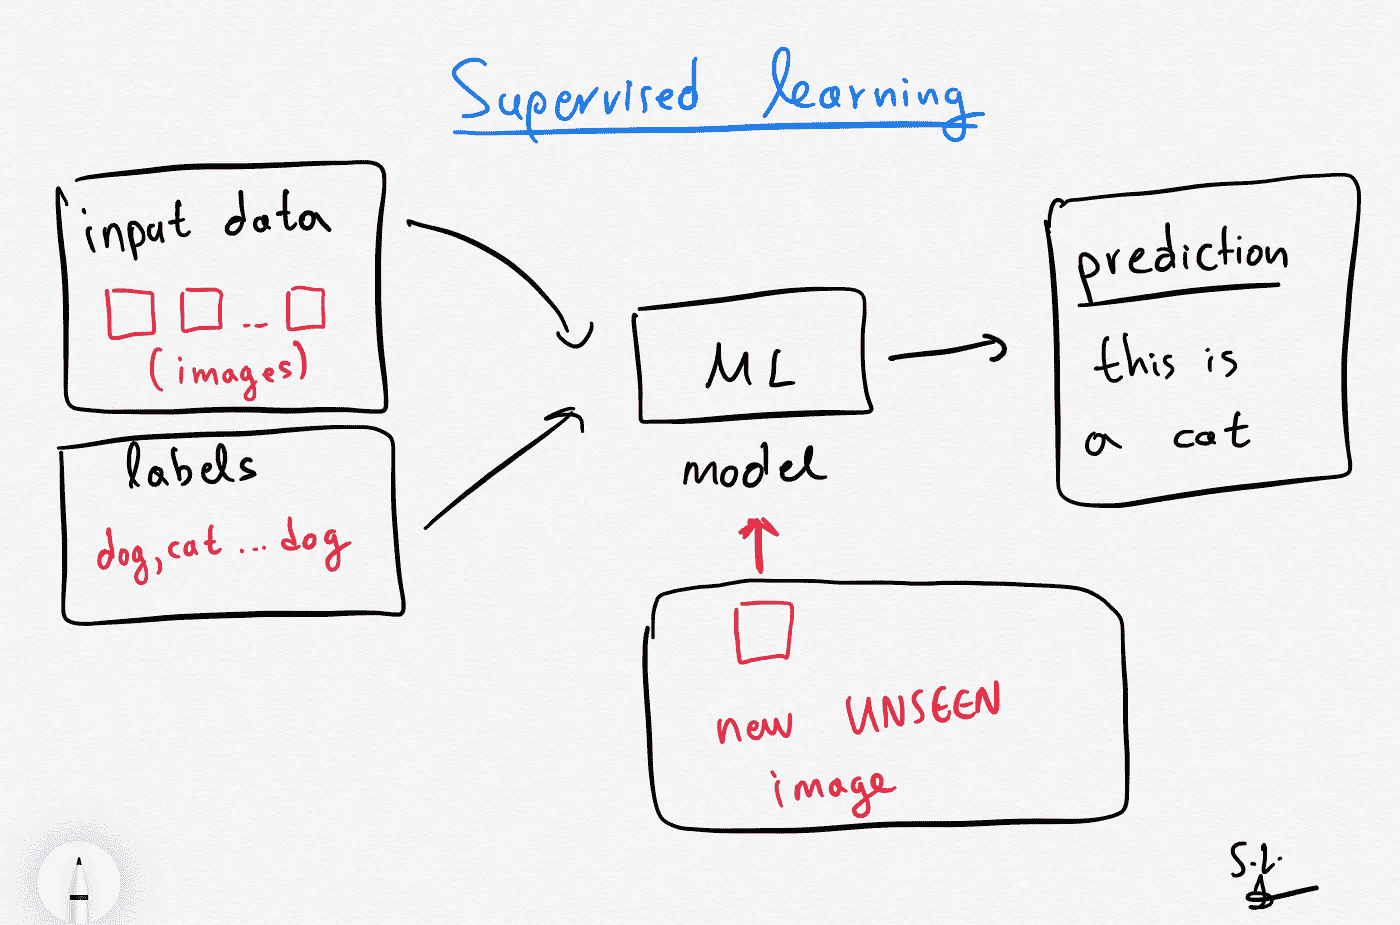 Supervised learning
input data
(images)
labels
dog, cat ... dog
ML
model
prediction
this is
a cat
new UNSEEN
image
S.L.